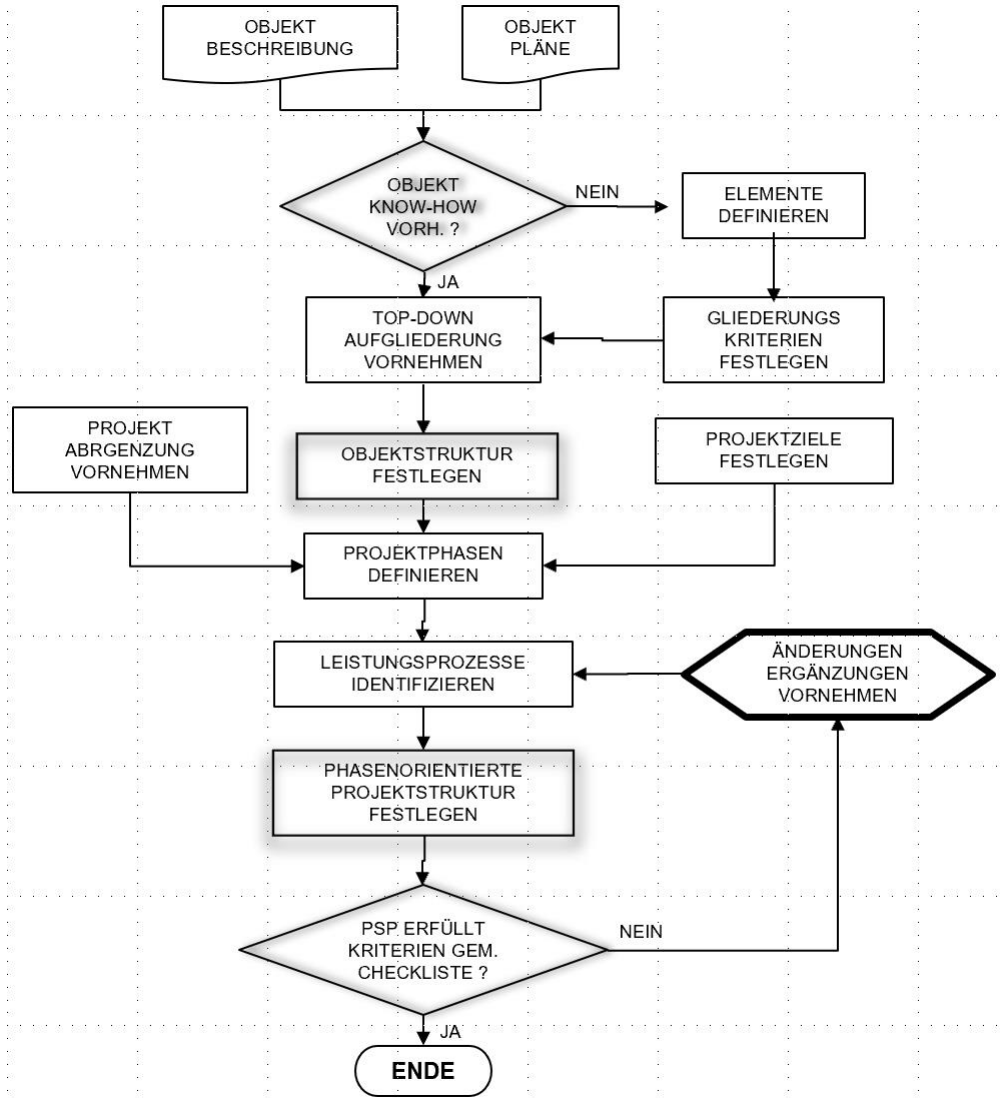 OBJEKT
BESCHREIBUNG
OBJEKT
PLÄNE
OBJEKT
KNOW-HOW
VORH. ?
NEIN
ELEMENTE
DEFINIEREN
JA
TOP-DOWN
AUFGLIEDERUNG
VORNEHMEN
GLIEDERUNGS
KRITERIEN
FESTLEGEN
PROJEKT
ABRGENZUNG
VORNEHMEN
OBJEKTSTRUKTUR
FESTLEGEN
PROJEKTZIELE
FESTLEGEN
PROJEKTPHASEN
DEFINIEREN
LEISTUNGSPROZESSE
IDENTIFIZIEREN
ÄNDERUNGEN
ERGÄNZUNGEN
VORNEHMEN
PHASENORIENTIERTE
PROJEKTSTRUKTUR
FESTLEGEN
PSP ERFÜLLT
KRITERIEN GEM.
CHECKLISTE ?
NEIN
JA
ENDE